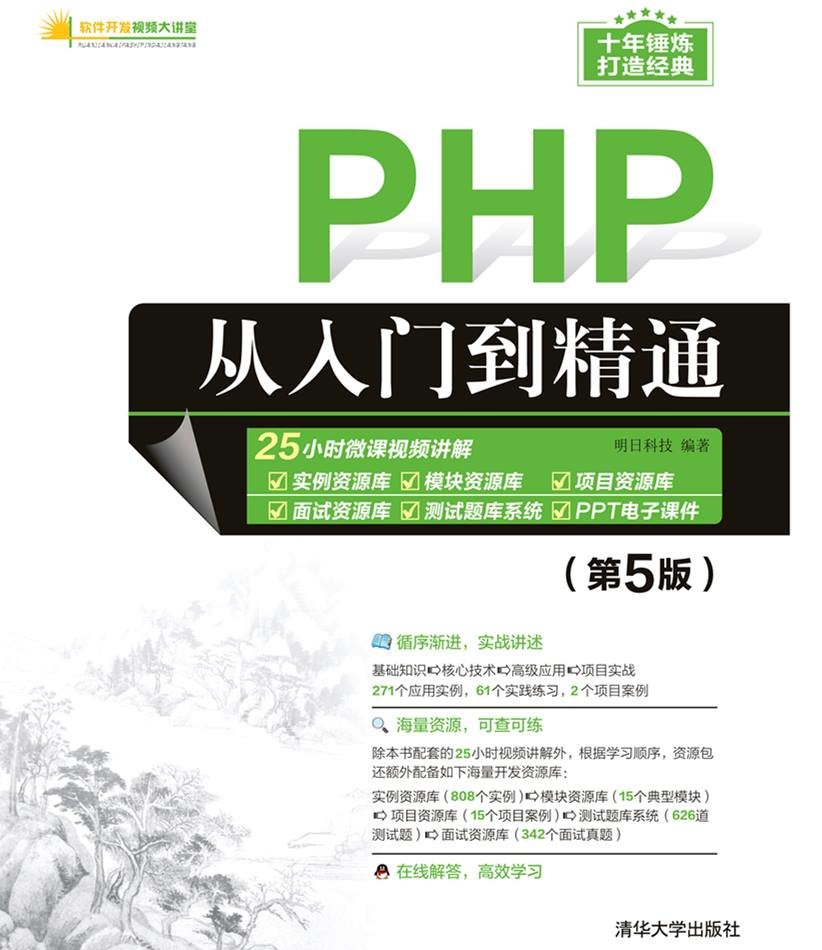 软件开发视频大讲堂
RUANJIANKAIFASHIPINDAJIANGTANG
十年锤炼
打造经典
PHP
从入门到精通
25小时微课视频讲解
明日科技 编著
实例资源库 模块资源库 项目资源库
面试资源库 测试题库系统 PPT电子课件
（第5版）
循序渐进，实战讲述
基础知识➪核心技术➪高级应用➪项目实战
271个应用实例，61个实践练习，2个项目案例
海量资源，可查可练
除本书配套的25小时视频讲解外，根据学习顺序，资源包
还额外配备如下海量开发资源库：
实例资源库（808个实例）➪模块资源库（15个典型模块）
➪项目资源库（15个项目案例）➪测试题库系统（626道
测试题）➪面试资源库（342个面试真题）
在线解答，高效学习
清华大学出版社